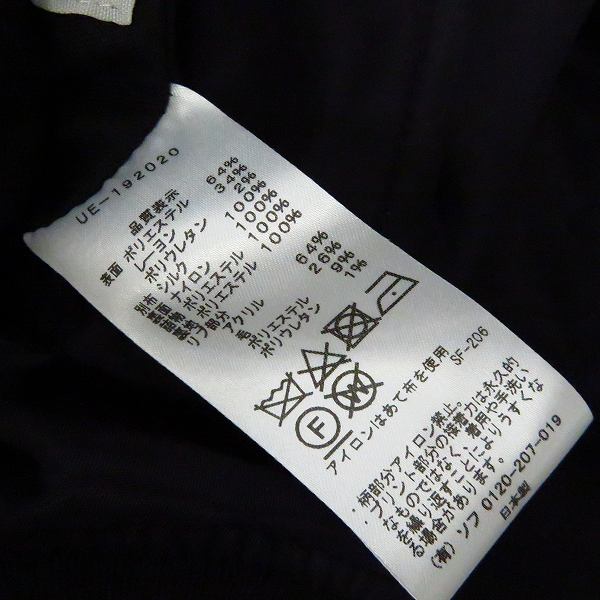 UE-192020
品質表示
表面 ポリエステル 64%
レーヨン 34%
ポリウレタン 2%
別布 シルク 100%
ナイロン 100%
ポリエステル 100%
ポリエステル 100%
リブ部分 アクリル 64%
ポリエステル 26%
毛 9%
ポリウレタン 1%
F
W
アイロンはあて布を使用
SF-206
・柄部分アイロン禁止。
・プリント部分の接着力は永久的
なものではなく、着用や手洗い
を繰り返すことによりうすくな
る場合があります。
(有)ソフ 0120-207-019
日本製